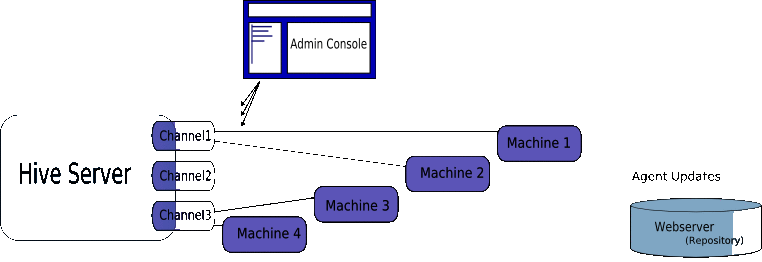 Admin Console
Hive Server
Channel1
Channel2
Channel3
Machine 1
Machine 2
Machine 3
Machine 4
Agent Updates
Webserver
(Repository)